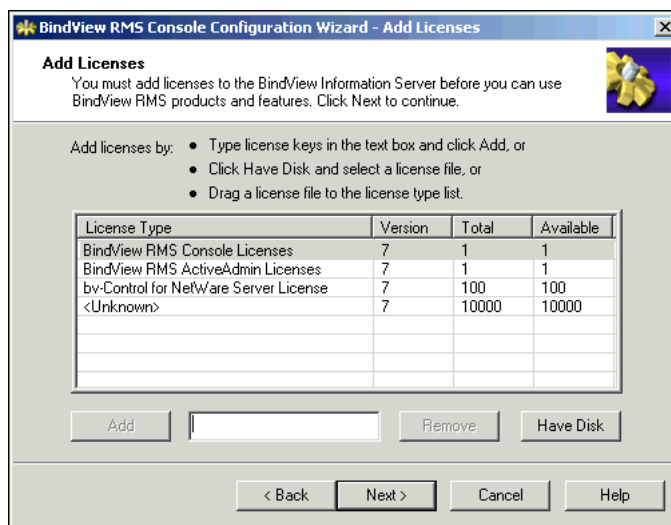 BindView RMS Console Configuration Wizard - Add Licenses
Add Licenses
You must add licenses to the BindView Information Server before you can use
BindView RMS products and features. Click Next to continue.
Add licenses by: • Type license keys in the text box and click Add, or
• Click Have Disk and select a license file, or
• Drag a license file to the license type list.
License Type Version Total Available
BindView RMS Console Licenses 7 1 1
BindView RMS ActiveAdmin Licenses 7 1 1
bv-Control for NetWare Server License 7 100 100
<Unknown> 7 10000 10000
Add Remove Have Disk
< Back Next > Cancel Help